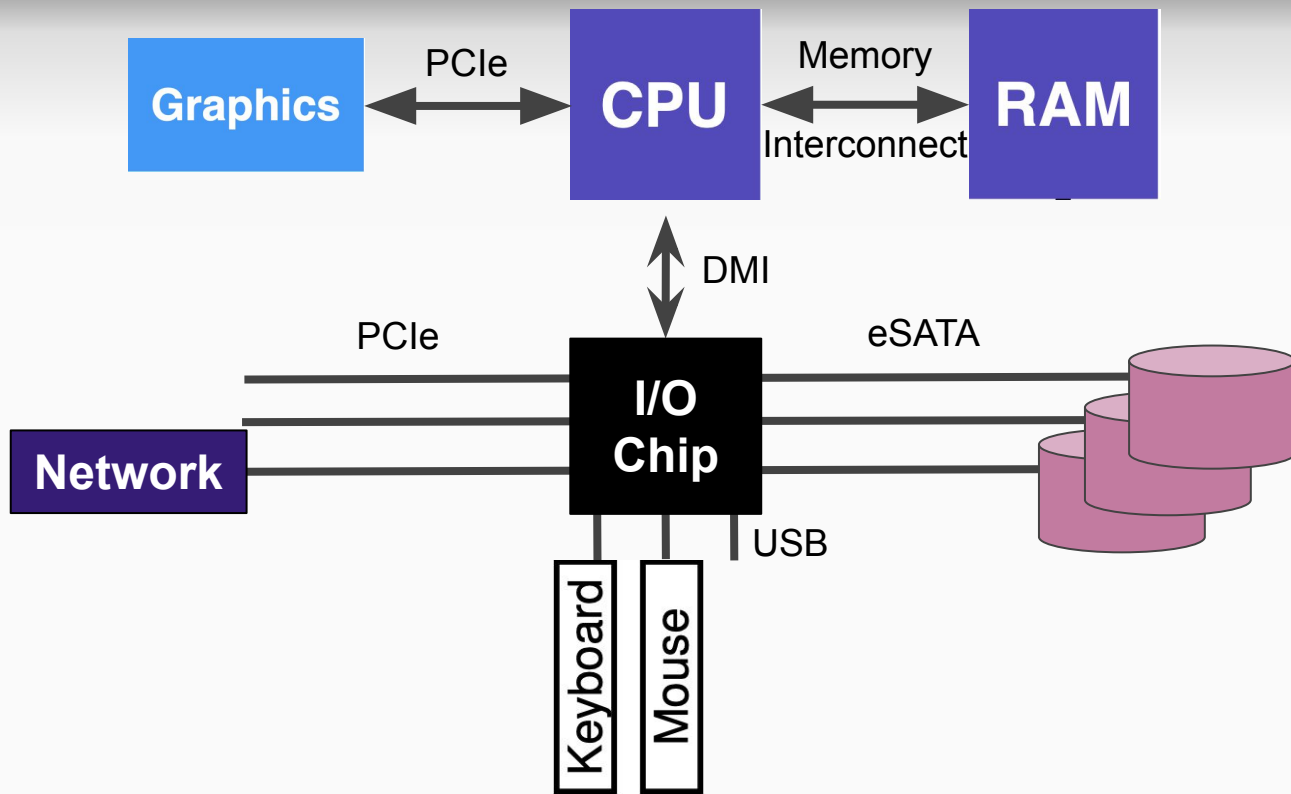 PCIe
Memory
Graphics
CPU
RAM
Interconnect
DMI
PCIe
eSATA
I/O
Chip
Network
USB
Keyboard
Mouse